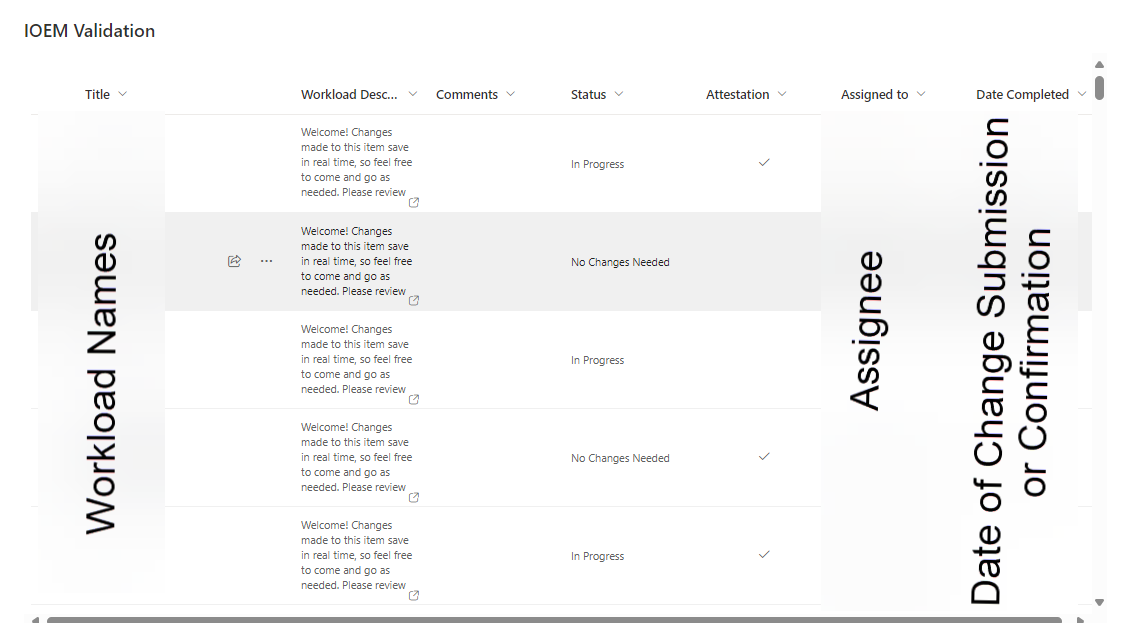 IOEM Validation
Title
Workload Desc...
Comments
Status
Attestation
Assigned to
Date Completed
Welcome! Changes
made to this item save
in real time, so feel free
to come and go as
needed. Please review
In Progress
Welcome! Changes
made to this item save
in real time, so feel free
to come and go as
needed. Please review
No Changes Needed
Welcome! Changes
made to this item save
in real time, so feel free
to come and go as
needed. Please review
In Progress
Welcome! Changes
made to this item save
in real time, so feel free
to come and go as
needed. Please review
No Changes Needed
Welcome! Changes
made to this item save
in real time, so feel free
to come and go as
needed. Please review
In Progress
Workload Names
Assignee
Date of Change Submission
or Confirmation